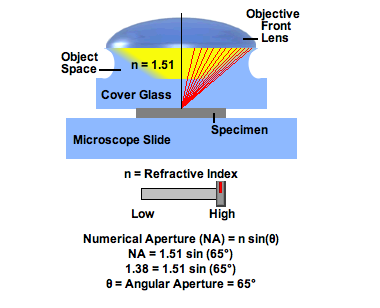 Objective
Front
Lens
Object
Space
n = 1.51
Cover Glass
Specimen
Microscope Slide
n = Refractive Index
Low High
Numerical Aperture (NA) = n sin(θ)
NA = 1.51 sin (65°)
1.38 = 1.51 sin (65°)
θ = Angular Aperture = 65°